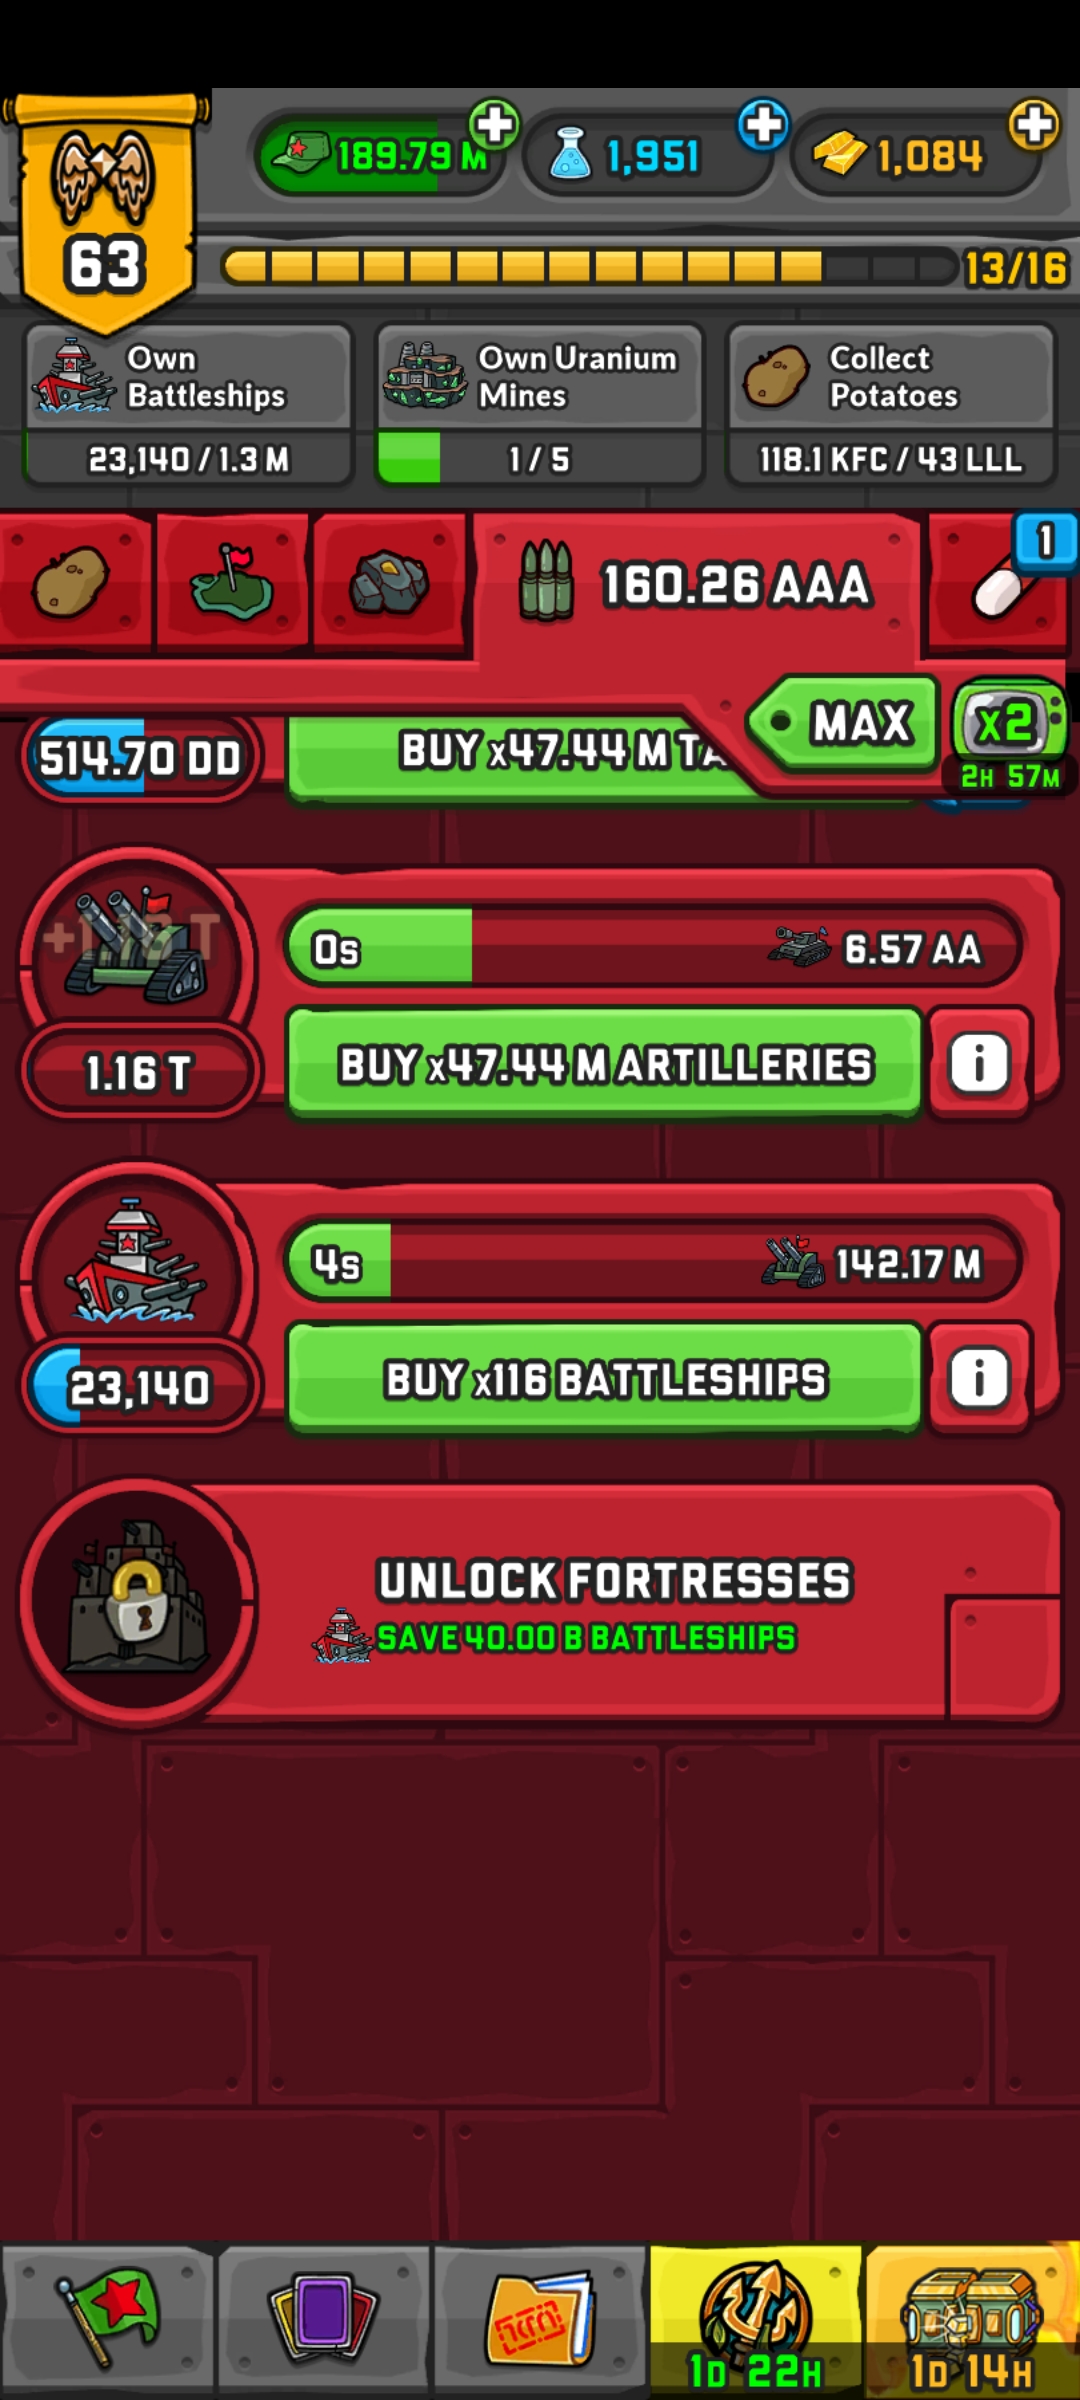 189.79 M
1,951
1,084
63
13/16
Own
Battleships
23,140 / 1.3 M
Own Uranium
Mines
1 / 5
Collect
Potatoes
118.1 KFC / 43 LLL
160.26 AAA
1
MAX
x2
2H 57M
514.70 DD
BUY x47.44 M TA
0s
6.57 AA
1.16 T
BUY x47.44 M ARTILLERIES
i
4s
142.17 M
23,140
BUY x116 BATTLESHIPS
i
UNLOCK FORTRESSES
SAVE 40.00 B BATTLESHIPS
1D 22H
1D 14H